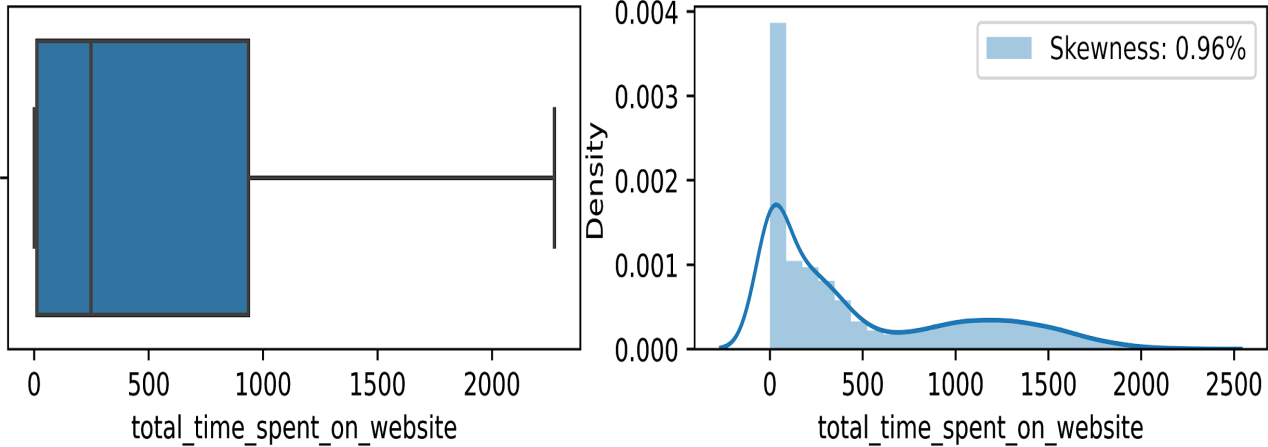 0 500 1000 1500 2000
total_time_spent_on_website
Density
0.004
0.003
0.002
0.001
0.000
Skewness: 0.96%
0 500 1000 1500 2000 2500
total_time_spent_on_website